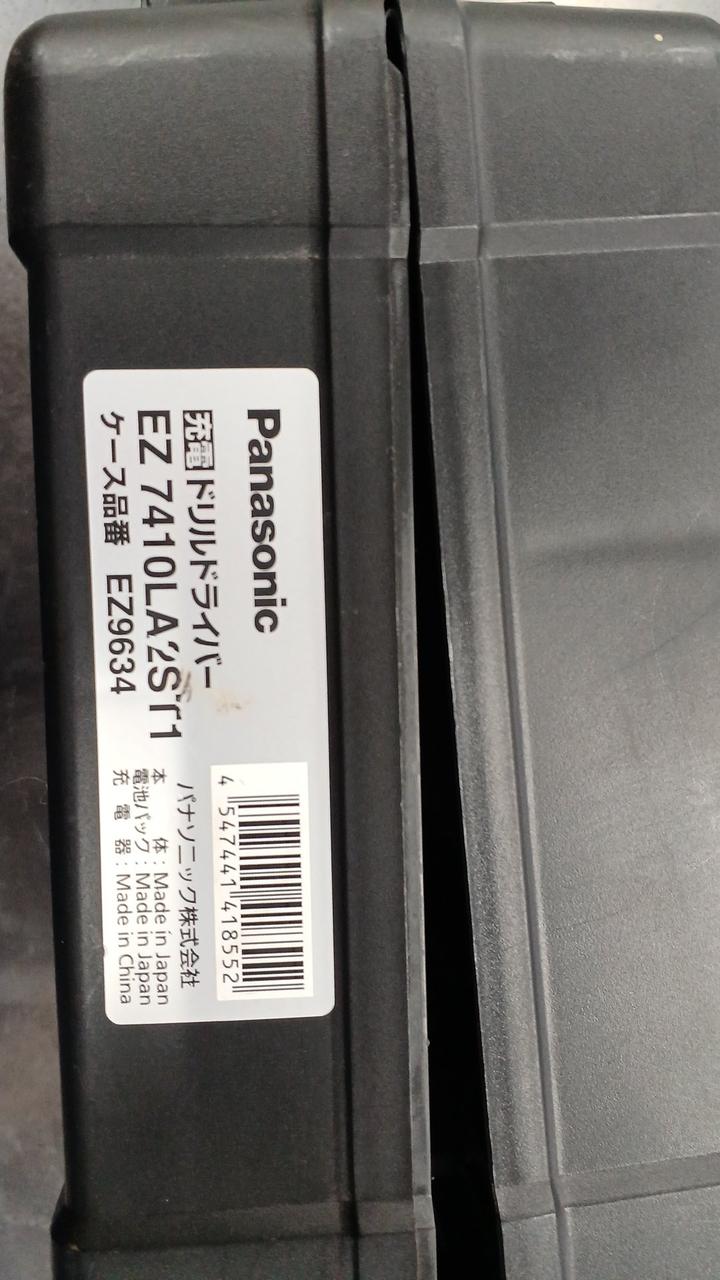 Panasonic
充電ドリルドライバー
EZ 7410LA2ST1
ケース品番 EZ9634
4 547441 418552
パナソニック株式会社
本体：Made in Japan
電池パック：Made in Japan
充電器：Made in China